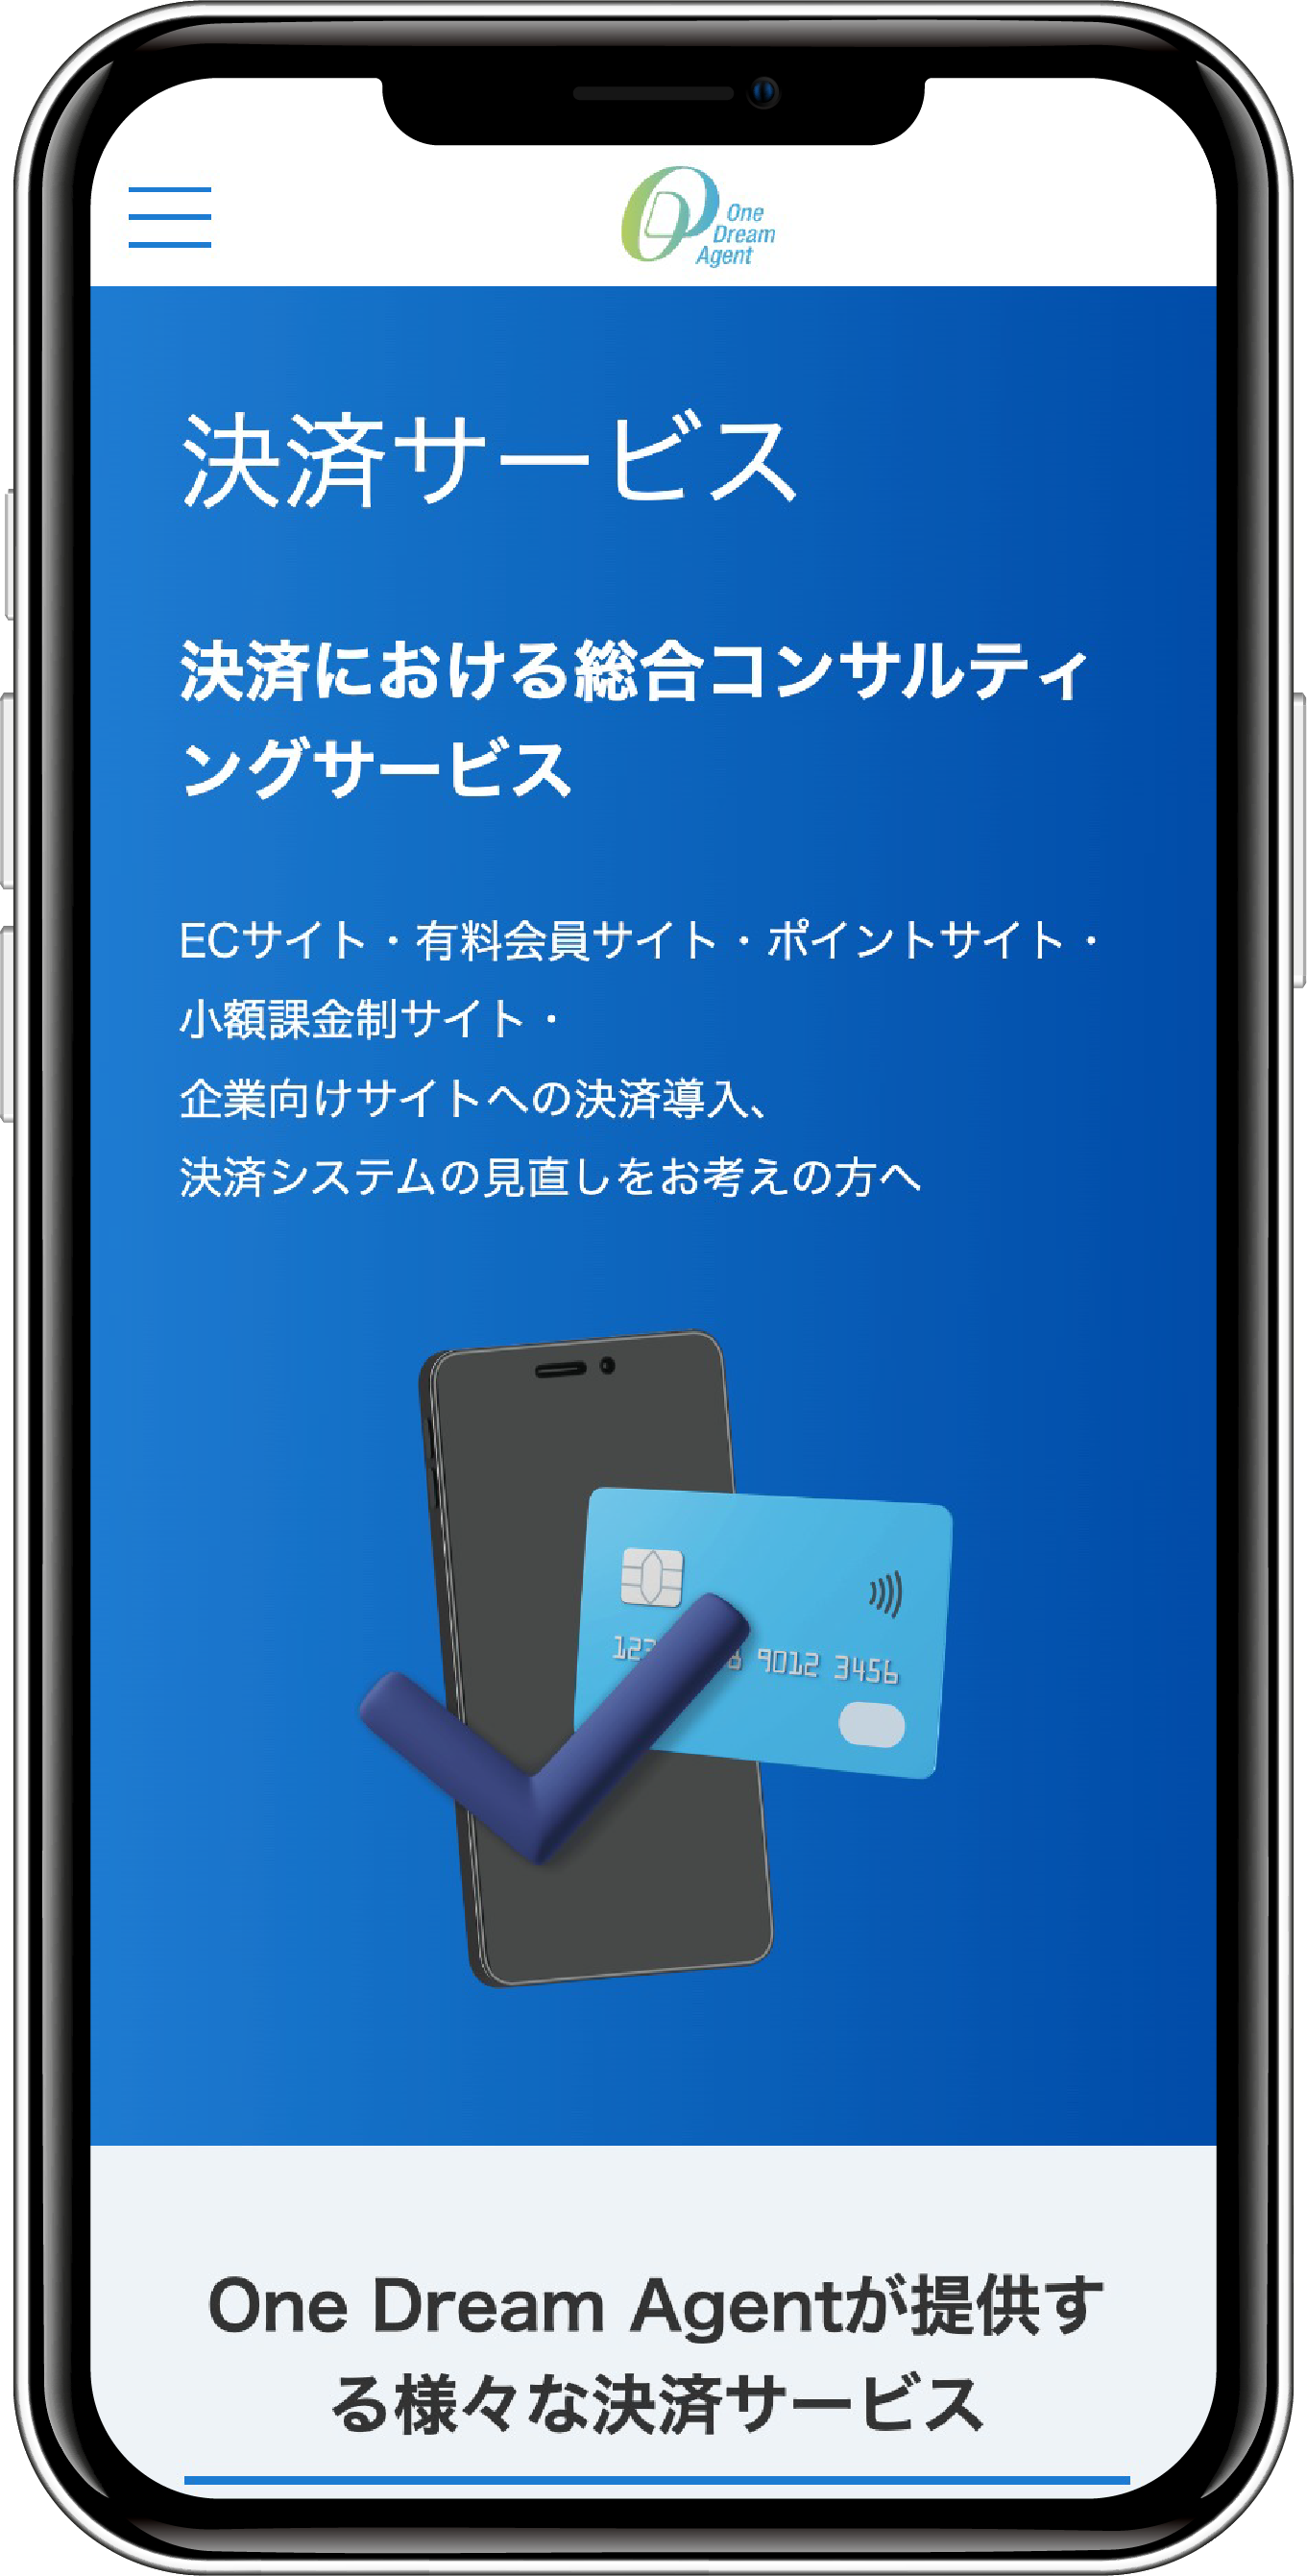 One
Dream
Agent
決済サービス
決済における総合コンサルティ
ングサービス
ECサイト・有料会員サイト・ポイントサイト・
小額課金制サイト・
企業向けサイトへの決済導入、
決済システムの見直しをお考えの方へ
9012 3456
One Dream Agentが提供す
る様々な決済サービス